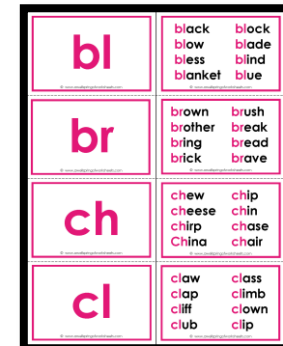 bl
black block
blow blade
bless blind
blanket blue
br
brown brush
brother break
bring bread
brick brave
ch
chew chip
cheese chin
chirp chase
China chair
cl
claw class
clap climb
cliff clown
club clip